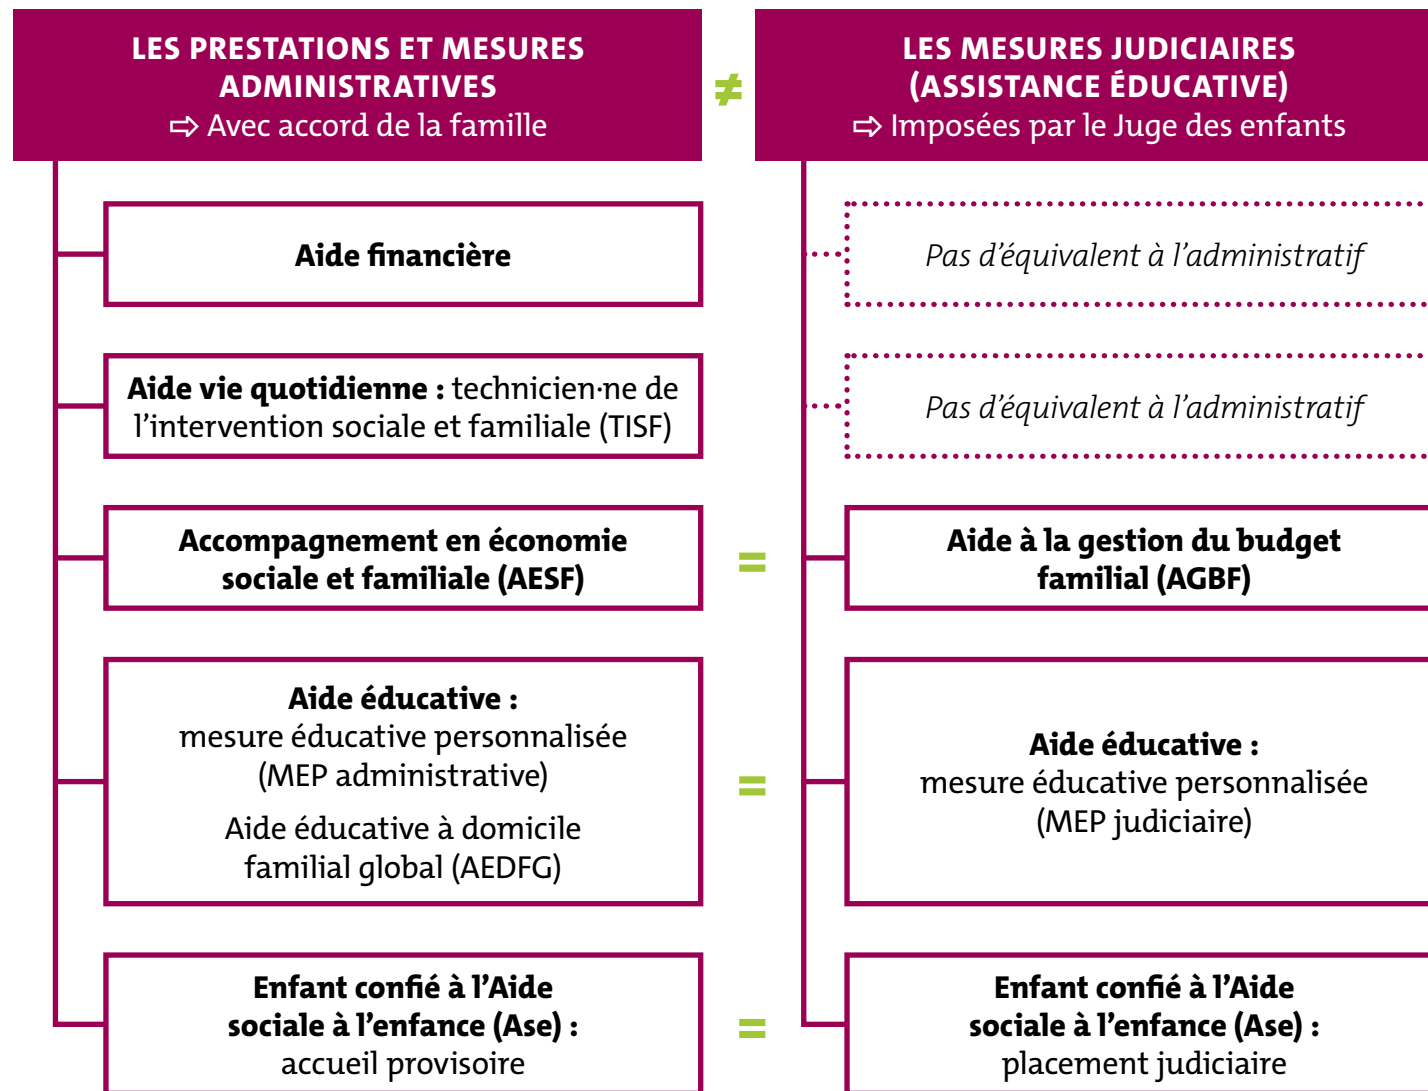 LES PRESTATIONS ET MESURES
ADMINISTRATIVES
⇨ Avec accord de la famille
≠
LES MESURES JUDICIAIRES
(ASSISTANCE ÉDUCATIVE)
⇨ Imposées par le Juge des enfants
Aide financière
Pas d'équivalent à l'administratif
Aide vie quotidienne : technicien·ne de
l'intervention sociale et familiale (TISF)
Pas d'équivalent à l'administratif
Accompagnement en économie
sociale et familiale (AESF)
=
Aide à la gestion du budget
familial (AGBF)
Aide éducative :
mesure éducative personnalisée
(MEP administrative)
Aide éducative à domicile
familial global (AEDFG)
=
Aide éducative :
mesure éducative personnalisée
(MEP judiciaire)
Enfant confié à l'Aide
sociale à l'enfance (Ase) :
accueil provisoire
=
Enfant confié à l'Aide
sociale à l'enfance (Ase) :
placement judiciaire